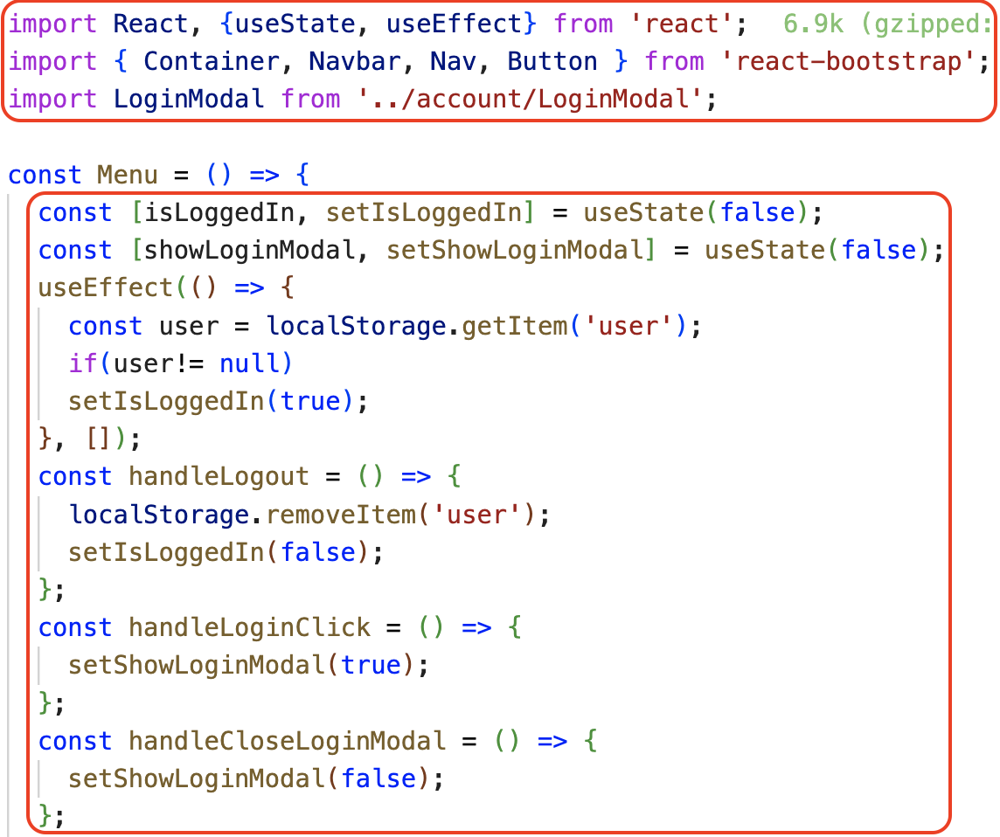 import React, {useState, useEffect} from 'react';  6.9k (gzipped:
import { Container, Navbar, Nav, Button } from 'react-bootstrap';
import LoginModal from '../account/LoginModal';

const Menu = () => {
  const [isLoggedIn, setIsLoggedIn] = useState(false);
  const [showLoginModal, setShowLoginModal] = useState(false);
  useEffect(() => {
    const user = localStorage.getItem('user');
    if(user!= null)
    setIsLoggedIn(true);
  }, []);
  const handleLogout = () => {
    localStorage.removeItem('user');
    setIsLoggedIn(false);
  };
  const handleLoginClick = () => {
    setShowLoginModal(true);
  };
  const handleCloseLoginModal = () => {
    setShowLoginModal(false);
  };